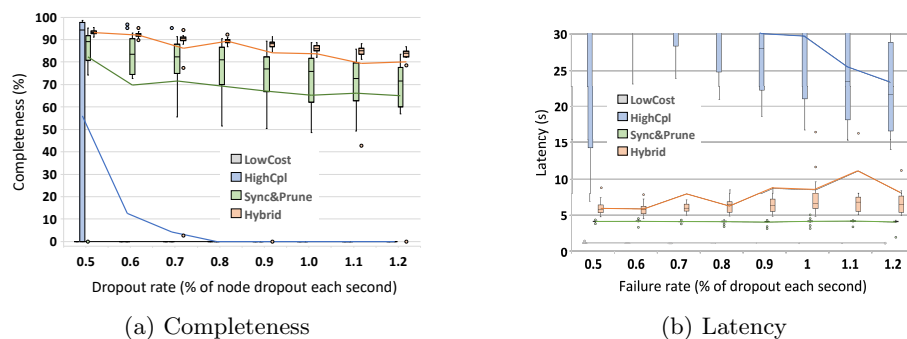 100
90
80
70
60
50
40
30
20
10
0
Completeness (%)
LowCost
HighCpl
Sync&Prune
Hybrid
0.5 0.6 0.7 0.8 0.9 1.0 1.1 1.2
Dropout rate (% of node dropout each second)
(a) Completeness
30
25
20
15
10
5
0
Latency (s)
LowCost
HighCpl
Sync&Prune
Hybrid
0.5 0.6 0.7 0.8 0.9 1 1.1 1.2
Failure rate (% of dropout each second)
(b) Latency